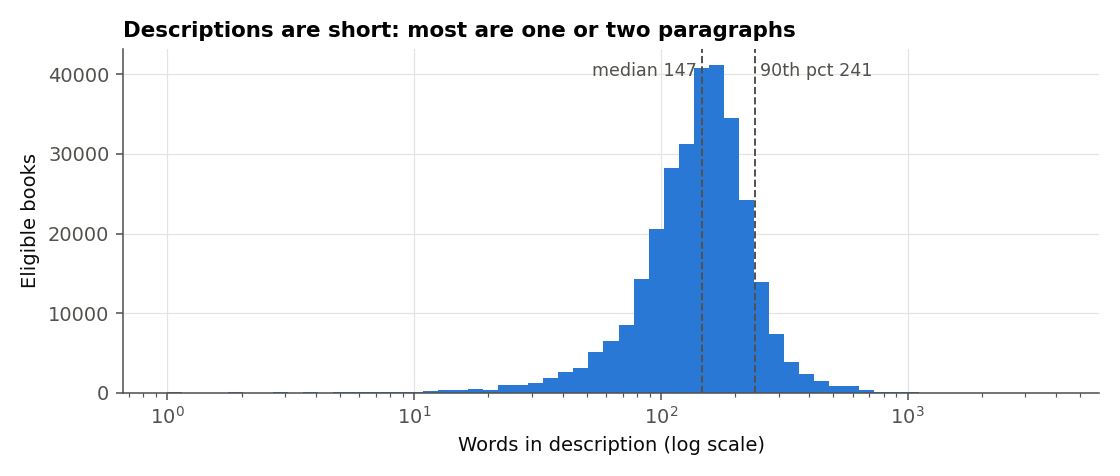 Descriptions are short: most are one or two paragraphs
median 147
90th pct 241
40000
30000
20000
10000
0
Eligible books
10⁰ 10¹ 10² 10³
Words in description (log scale)